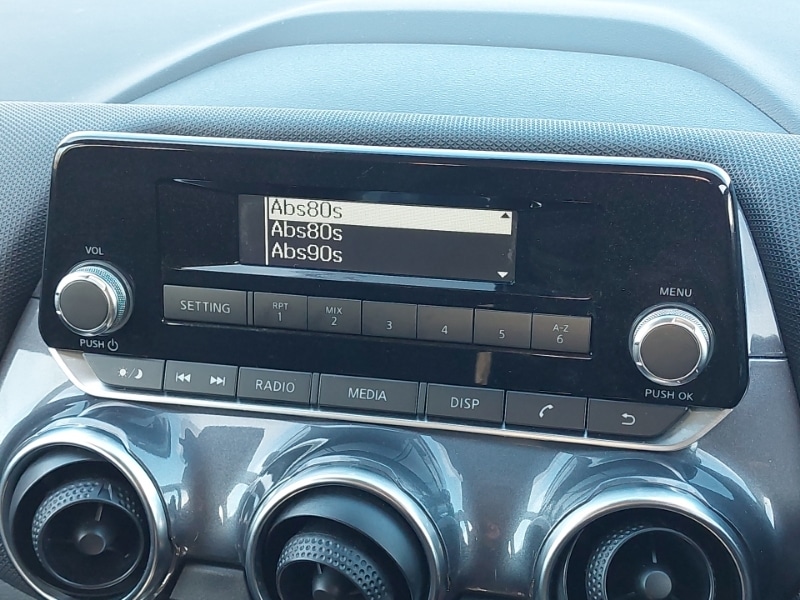 Abs80s
Abs80s
Abs90s
VOL
MENU
SETTING
RPT
1
MIX
2
3
4
5
A-Z
6
PUSH
PUSH OK
RADIO
MEDIA
DISP